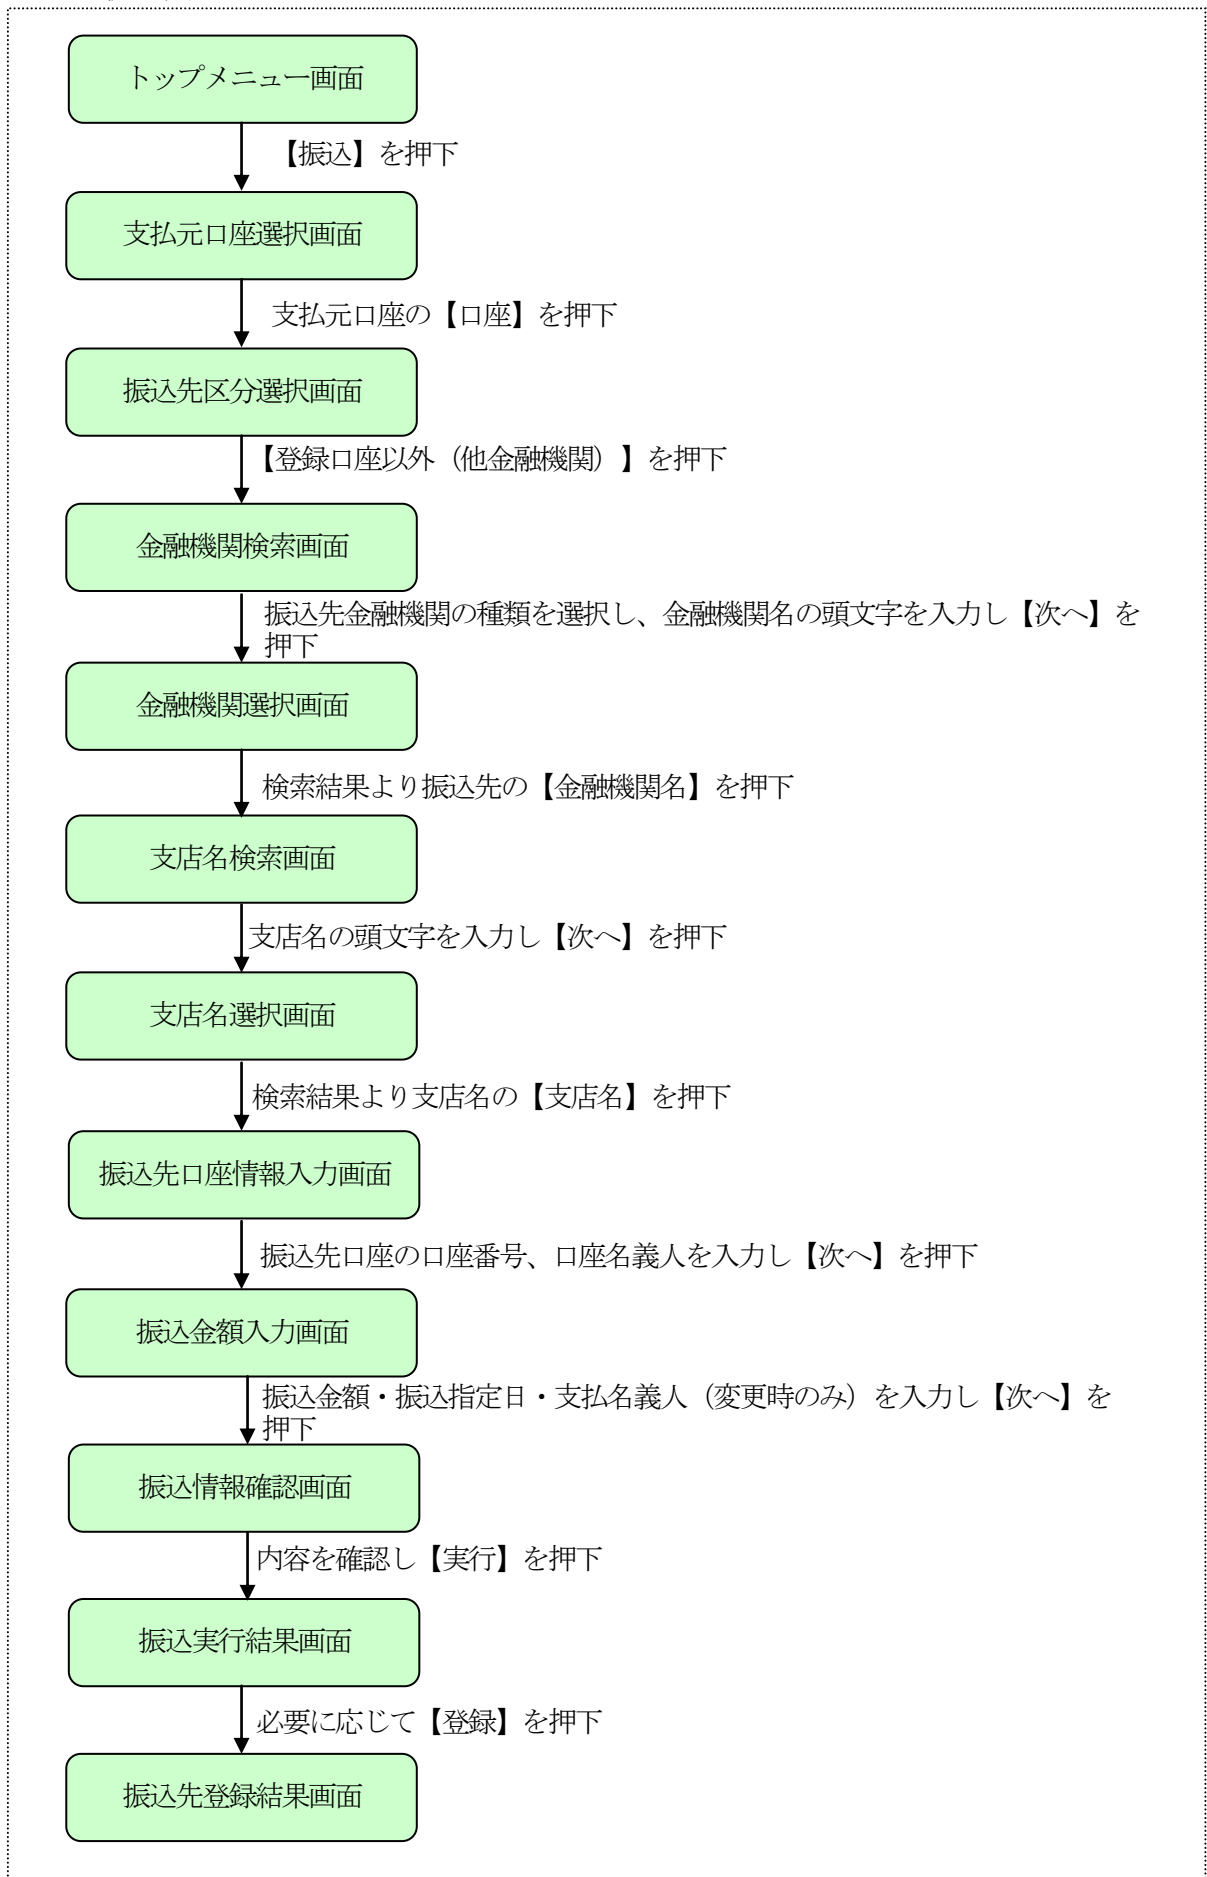 トップメニュー画面
【振込】を押下
支払元口座選択画面
支払元口座の【口座】を押下
振込先区分選択画面
【登録口座以外（他金融機関）】を押下
金融機関検索画面
振込先金融機関の種類を選択し、金融機関名の頭文字を入力し【次へ】を
押下
金融機関選択画面
検索結果より振込先の【金融機関名】を押下
支店名検索画面
支店名の頭文字を入力し【次へ】を押下
支店名選択画面
検索結果より支店名の【支店名】を押下
振込先口座情報入力画面
振込先口座の口座番号、口座名義人を入力し【次へ】を押下
振込金額入力画面
振込金額・振込指定日・支払名義人（変更時のみ）を入力し【次へ】を
押下
振込情報確認画面
内容を確認し【実行】を押下
振込実行結果画面
必要に応じて【登録】を押下
振込先登録結果画面